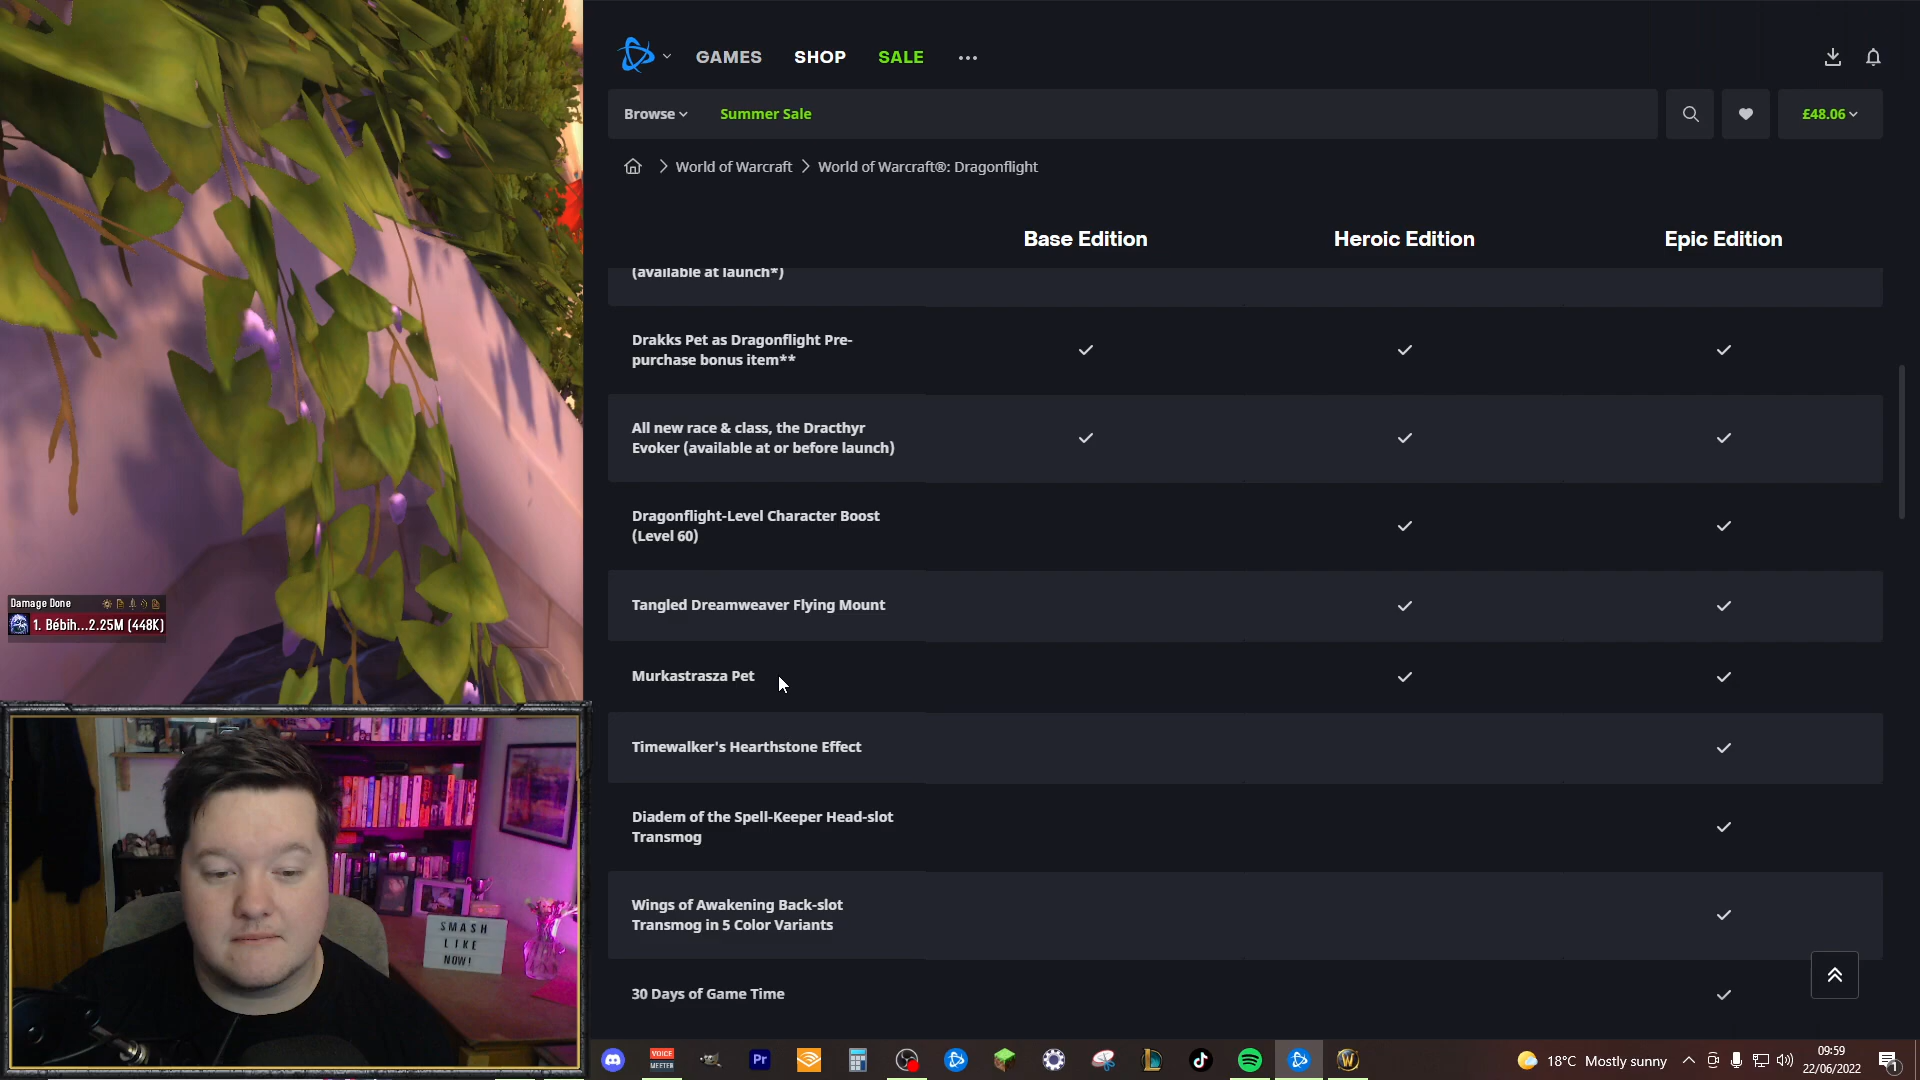 GAMES SHOP SALE
Browse Summer Sale £48.06
World of Warcraft World of Warcraft®: Dragonflight
Base Edition Heroic Edition Epic Edition
(available at launch*)
Drakks Pet as Dragonflight Pre-
purchase bonus item**
All new race & class, the Dracthyr
Evoker (available at or before launch)
Dragonflight-Level Character Boost
(Level 60)
Tangled Dreamweaver Flying Mount
Murkastrasza Pet
Timewalker's Hearthstone Effect
Diadem of the Spell-Keeper Head-slot
Transmog
Wings of Awakening Back-slot
Transmog in 5 Color Variants
30 Days of Game Time
Damage Done
1. Bébih...2.25M (448K)
SMASH
LIKE
NOW!
VOICE
MEETER
Pr
18°C Mostly sunny
09:59
22/06/2022
1